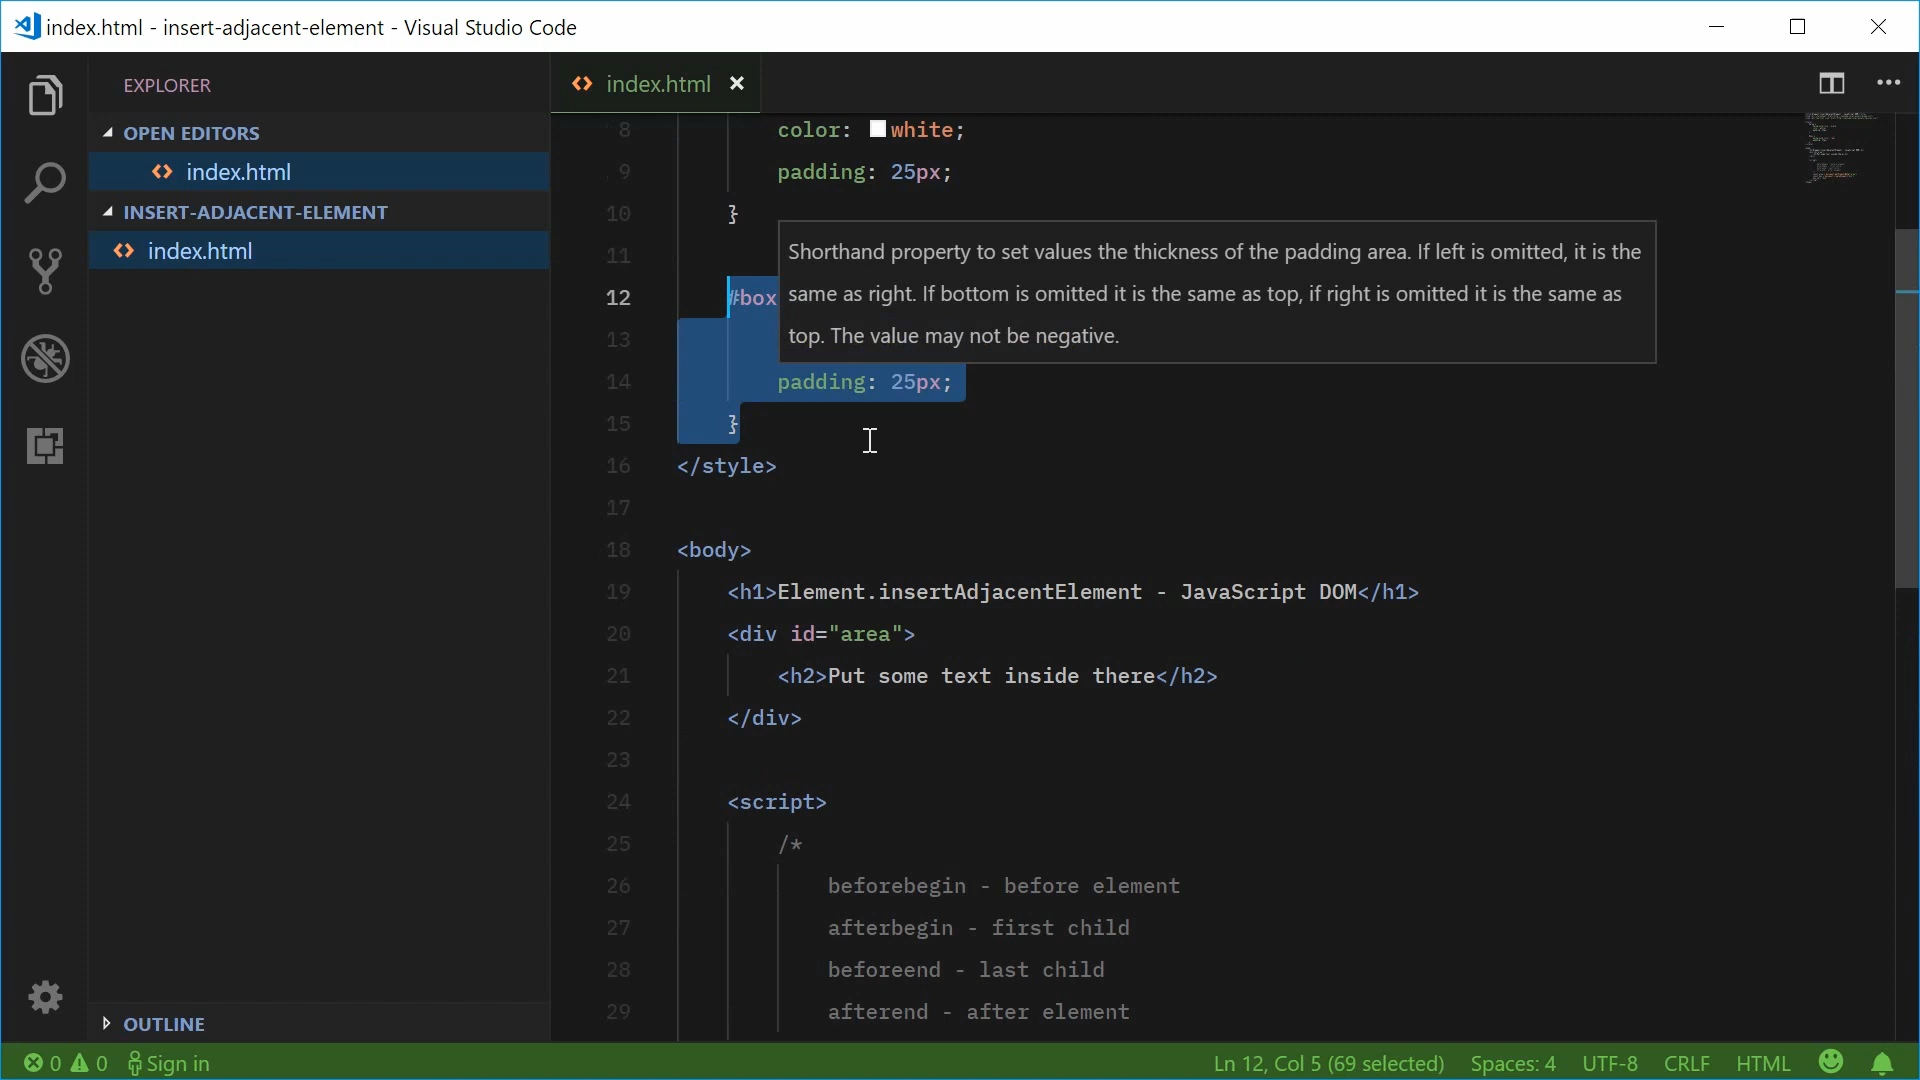 index.html - insert-adjacent-element - Visual Studio Code
EXPLORER
OPEN EDITORS
index.html
INSERT-ADJACENT-ELEMENT
index.html
OUTLINE
index.html
8 color: white;
9 padding: 25px;
10 }
11
12 #box
Shorthand property to set values the thickness of the padding area. If left is omitted, it is the
same as right. If bottom is omitted it is the same as top, if right is omitted it is the same as
top. The value may not be negative.
13
14 padding: 25px;
15 }
16 </style>
17
18 <body>
19 <h1>Element.insertAdjacentElement - JavaScript DOM</h1>
20 <div id="area">
21 <h2>Put some text inside there</h2>
22 </div>
23
24 <script>
25 /*
26 beforebegin - before element
27 afterbegin - first child
28 beforeend - last child
29 afterend - after element
0 0 Sign in
Ln 12, Col 5 (69 selected) Spaces: 4 UTF-8 CRLF HTML